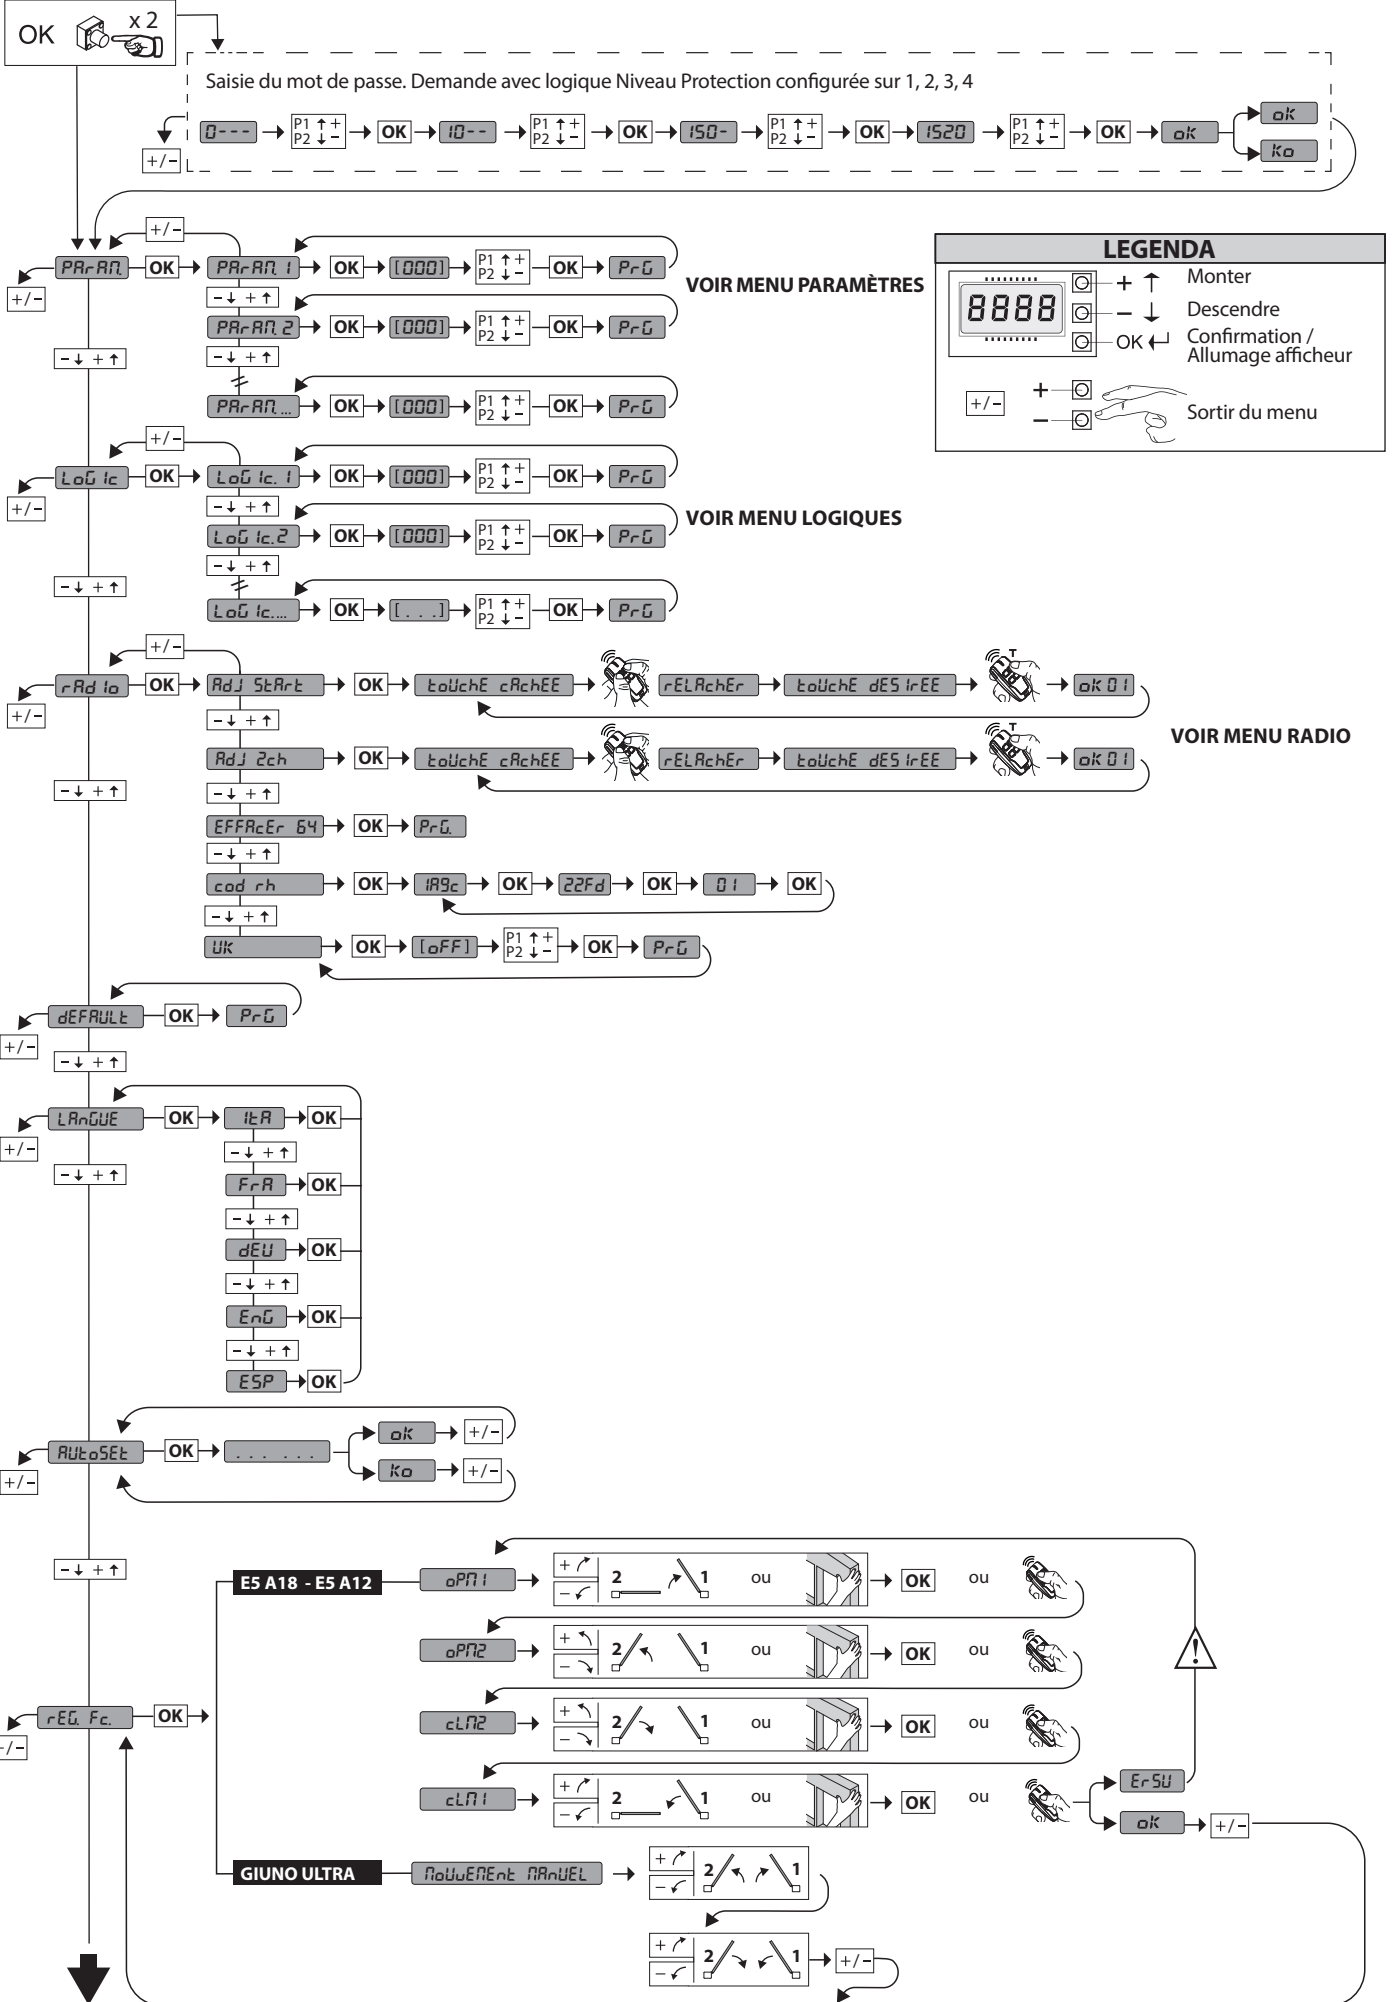 OK x 2
Saisie du mot de passe. Demande avec logique Niveau Protection configurée sur 1, 2, 3, 4
0--- P1 ↑ + P2 ↓ − OK 10-- P1 ↑ + P2 ↓ − OK 150- P1 ↑ + P2 ↓ − OK 1520 P1 ↑ + P2 ↓ − OK ok ok
Ko
+/−
+/−
PArAM. OK PArAM. 1 OK [000] P1 ↑ + P2 ↓ − OK PrG
+/−
− ↓ + ↑
VOIR MENU PARAMÈTRES
PArAM. 2 OK [000] P1 ↑ + P2 ↓ − OK PrG
− ↓ + ↑
− ↓ + ↑
PArAM. ... OK [000] P1 ↑ + P2 ↓ − OK PrG
LEGENDA
8888
+ ↑ Monter
− ↓ Descendre
OK Confirmation /
Allumage afficheur
+/− + − Sortir du menu
+/−
LoGIc OK LoGIc. 1 OK [000] P1 ↑ + P2 ↓ − OK PrG
+/−
− ↓ + ↑
VOIR MENU LOGIQUES
LoGIc.2 OK [000] P1 ↑ + P2 ↓ − OK PrG
− ↓ + ↑
− ↓ + ↑
LoGIc.... OK [. . .] P1 ↑ + P2 ↓ − OK PrG
+/−
rAdIo OK AdJ StArt OK toUchE cAchEE rELAchEr toUchE dESIrEE T ok 01
+/−
− ↓ + ↑
VOIR MENU RADIO
AdJ 2ch OK toUchE cAchEE rELAchEr toUchE dESIrEE T ok 01
− ↓ + ↑
− ↓ + ↑
EFFAcEr 64 OK PrG.
− ↓ + ↑
cod rh OK 1A9c OK 22Fd OK 01 OK
− ↓ + ↑
UK OK [oFF] P1 ↑ + P2 ↓ − OK PrG
dEFAULt OK PrG
+/−
− ↓ + ↑
LAnGUE OK ItA OK
+/−
− ↓ + ↑
− ↓ + ↑
FrA OK
− ↓ + ↑
dEU OK
− ↓ + ↑
EnG OK
− ↓ + ↑
ESP OK
AUtoSEt OK . . . . . . ok +/−
Ko +/−
+/−
− ↓ + ↑
E5 A18 - E5 A12 oPM1 + − 2 1 ou OK ou
oPM2 + − 2 1 ou OK ou
!
rEG. Fc. OK
+/−
cLM2 + − 2 1 ou OK ou
cLM1 + − 2 1 ou OK ou
ErSU
ok +/−
GIUNO ULTRA MoUvEMEnt MAnUEL + − 2 1
+ − 2 1 +/−